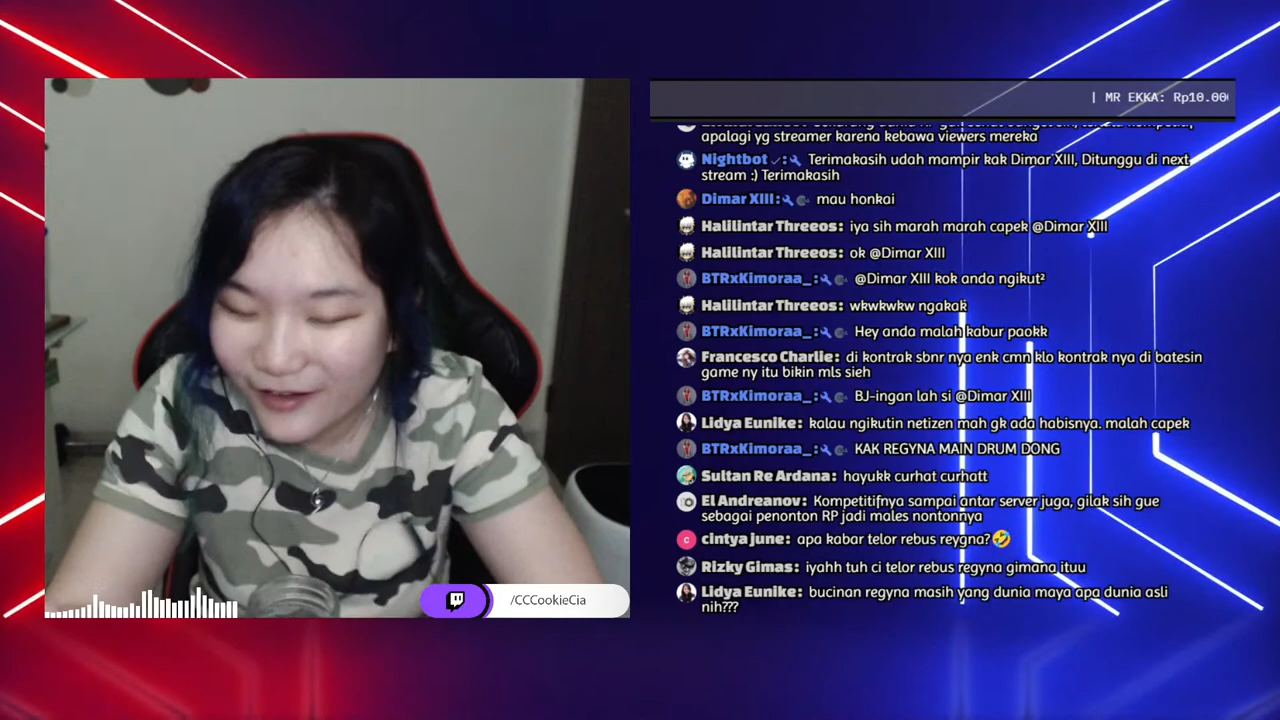 | MR EKKA: Rp10.00
apalagi yg streamer karena kebawa viewers mereka
Nightbot : Terimakasih udah mampir kak Dimar XIII, Ditunggu di next
stream :) Terimakasih
Dimar XIII: mau honkai
Halilintar Threeos: iya sih marah marah capek @Dimar XIII
Halilintar Threeos: ok @Dimar XIII
BTRxKimoraa_: @Dimar XIII kok anda ngikut²
Halilintar Threeos: wkwkwkw ngakak
BTRxKimoraa_: Hey anda malah kabur paokk
Francesco Charlie: di kontrak sbnr nya enk cmn klo kontrak nya di batesin
game ny itu bikin mls sieh
BTRxKimoraa_: BJ-ingan lah si @Dimar XIII
Lidya Eunike: kalau ngikutin netizen mah gk ada habisnya. malah capek
BTRxKimoraa_: KAK REGYNA MAIN DRUM DONG
Sultan Re Ardana: hayukk curhat curhatt
El Andreanov: Kompetitifnya sampai antar server juga, gilak sih gue
sebagai penonton RP jadi males nontonnya
cintya june: apa kabar telor rebus reygna?🤣
Rizky Gimas: iyahh tuh ci telor rebus regyna gimana ituu
Lidya Eunike: bucinan regyna masih yang dunia maya apa dunia asli
nih???
/CCCookieCia